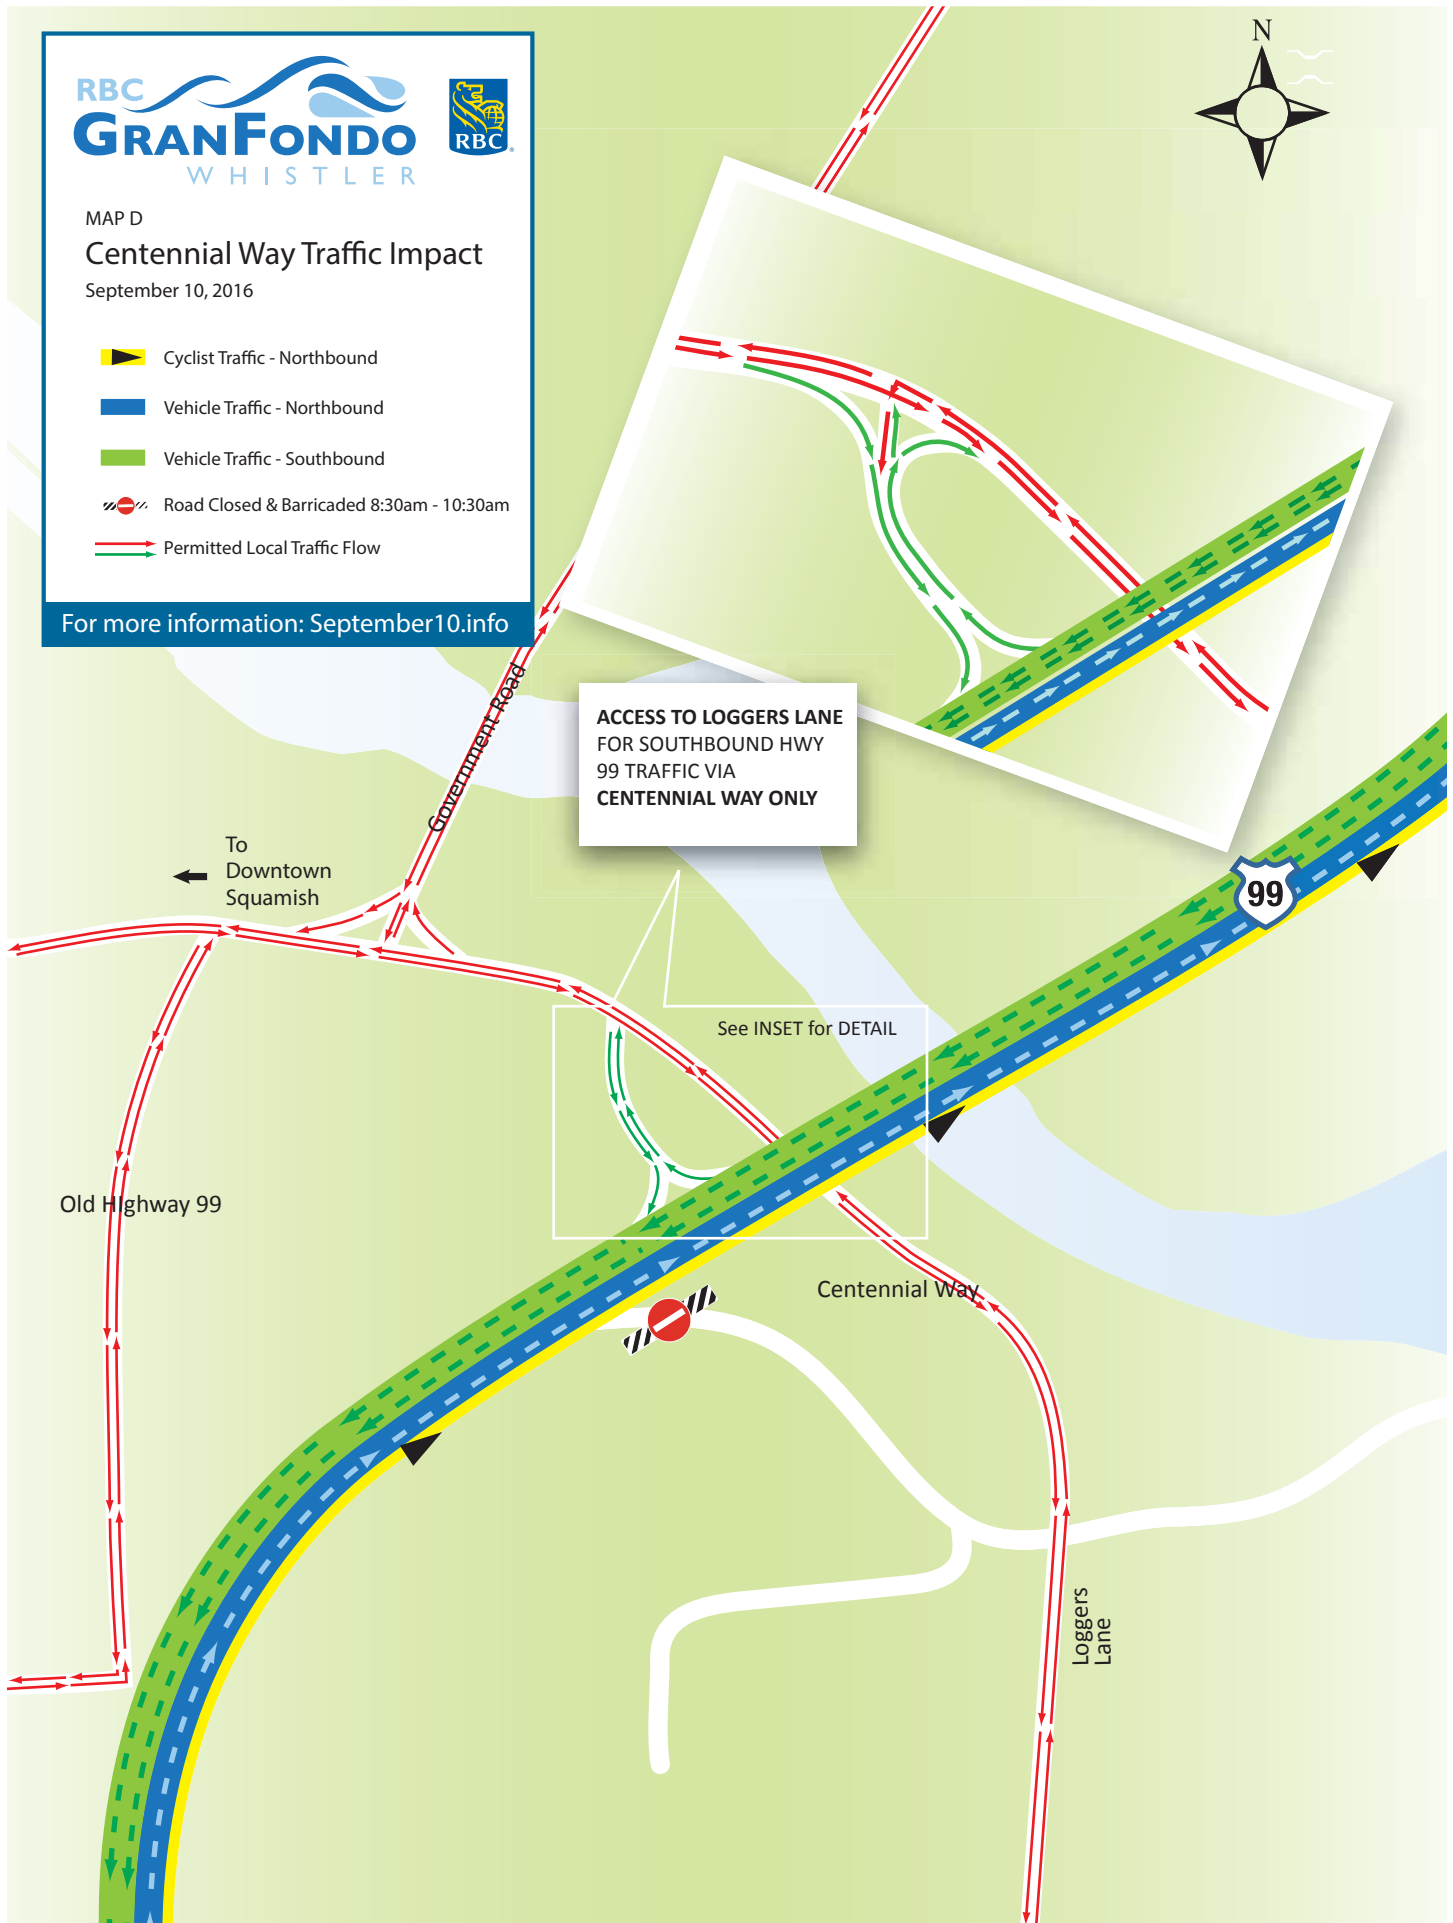 RBC
GRANFONDO
WHISTLER
RBC
MAP D
Centennial Way Traffic Impact
September 10, 2016
Cyclist Traffic - Northbound
Vehicle Traffic - Northbound
Vehicle Traffic - Southbound
Road Closed & Barricaded 8:30am - 10:30am
Permitted Local Traffic Flow
For more information: September10.info
N
Government Road
ACCESS TO LOGGERS LANE
FOR SOUTHBOUND HWY
99 TRAFFIC VIA
CENTENNIAL WAY ONLY
To
Downtown
Squamish
99
See INSET for DETAIL
Old HIghway 99
Centennial Way
Loggers
Lane